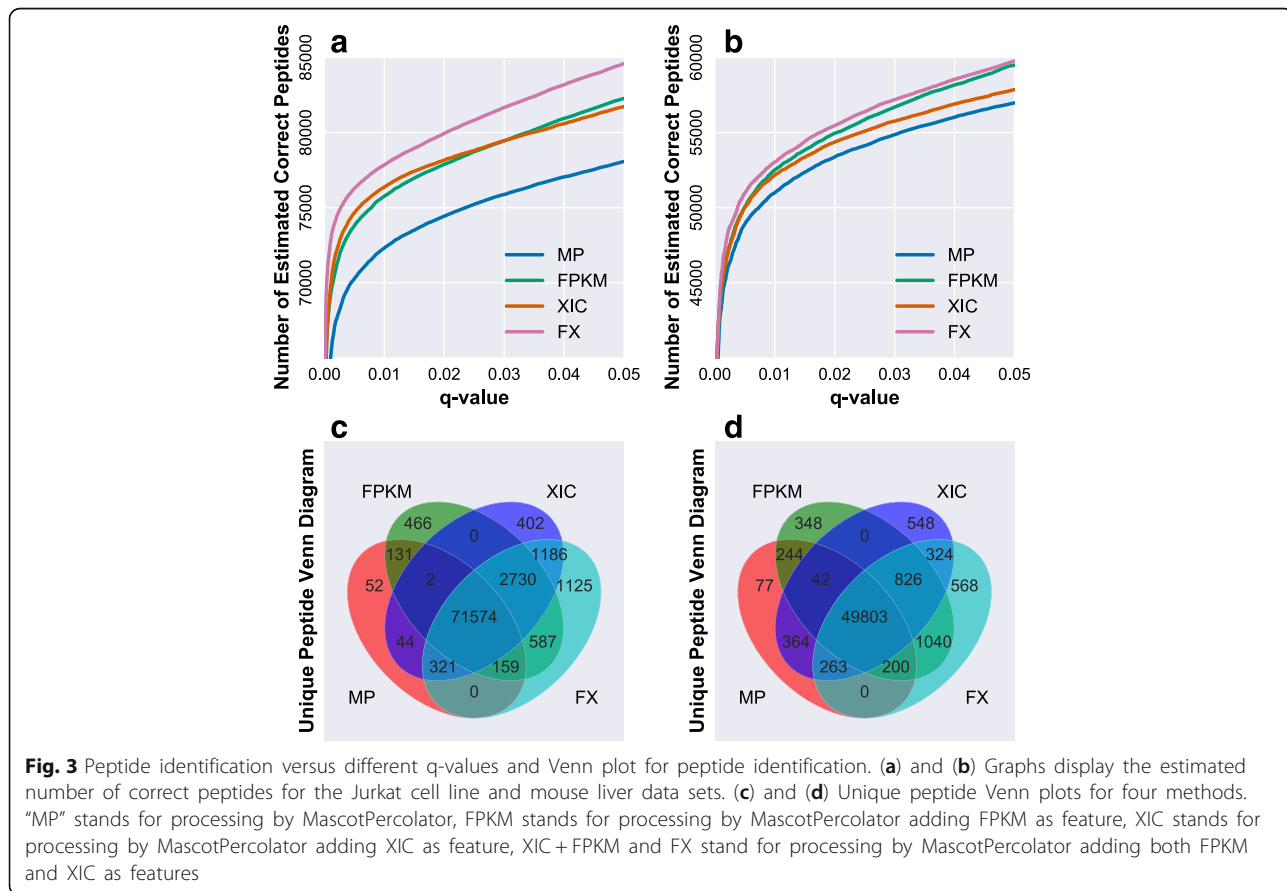 a
b
Number of Estimated Correct Peptides
85000
80000
75000
70000
MP
FPKM
XIC
FX
0.00 0.01 0.02 0.03 0.04 0.05
q-value
Number of Estimated Correct Peptides
60000
55000
50000
45000
MP
FPKM
XIC
FX
0.00 0.01 0.02 0.03 0.04 0.05
q-value
c
Unique Peptide Venn Diagram
FPKM XIC
466 0 402
131 2 2730 1186
52 71574 1125
44 587
321 159
MP 0 FX
d
Unique Peptide Venn Diagram
FPKM XIC
348 0 548
244 42 826 324
77 49803 568
364 1040
263 200
MP 0 FX
Fig. 3 Peptide identification versus different q-values and Venn plot for peptide identification. (a) and (b) Graphs display the estimated
number of correct peptides for the Jurkat cell line and mouse liver data sets. (c) and (d) Unique peptide Venn plots for four methods.
“MP” stands for processing by MascotPercolator, FPKM stands for processing by MascotPercolator adding FPKM as feature, XIC stands for
processing by MascotPercolator adding XIC as feature, XIC + FPKM and FX stand for processing by MascotPercolator adding both FPKM
and XIC as features